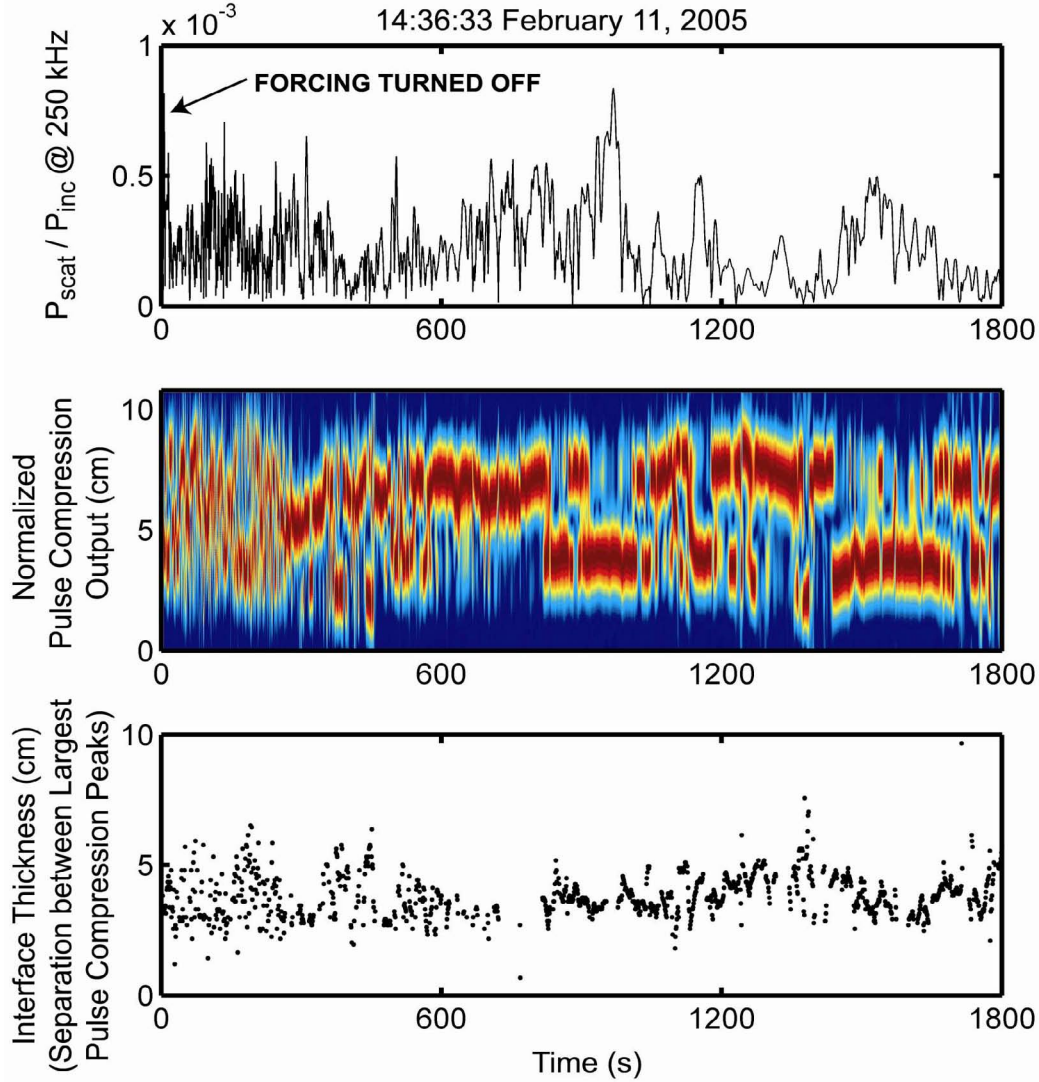 14:36:33 February 11, 2005
x 10-3
P_scat / P_inc @ 250 kHz
1
0.5
0
FORCING TURNED OFF
0 600 1200 1800
Normalized
Pulse Compression
Output (cm)
10
5
0
0 600 1200 1800
Interface Thickness (cm)
(Separation between Largest
Pulse Compression Peaks)
10
5
0
0 600 1200 1800
Time (s)